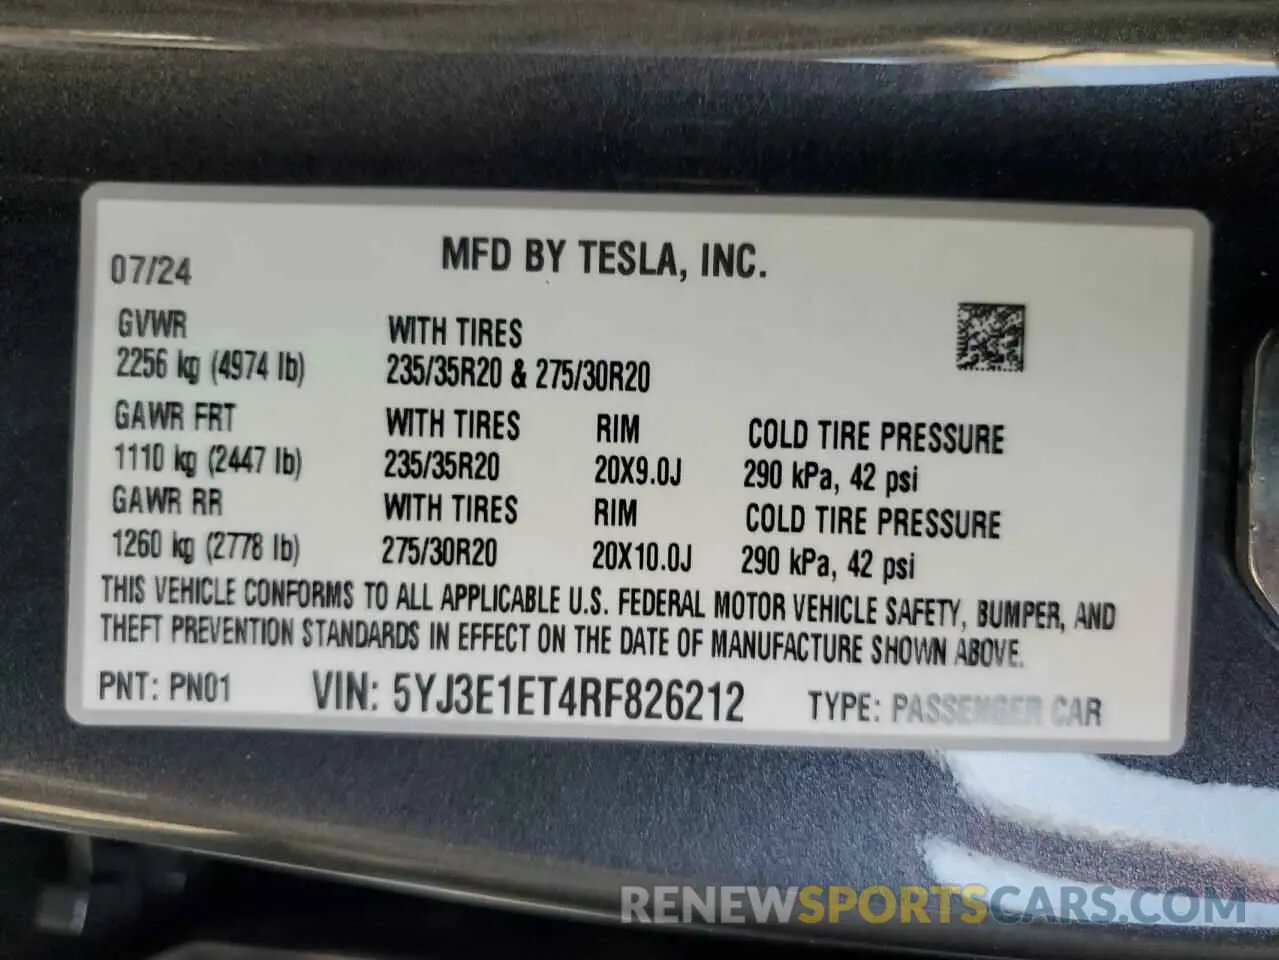 07/24 MFD BY TESLA, INC.
GVWR WITH TIRES
2256 kg (4974 lb) 235/35R20 & 275/30R20
GAWR FRT WITH TIRES RIM COLD TIRE PRESSURE
1110 kg (2447 lb) 235/35R20 20X9.0J 290 kPa, 42 psi
GAWR RR WITH TIRES RIM COLD TIRE PRESSURE
1260 kg (2778 lb) 275/30R20 20X10.0J 290 kPa, 42 psi
THIS VEHICLE CONFORMS TO ALL APPLICABLE U.S. FEDERAL MOTOR VEHICLE SAFETY, BUMPER, AND
THEFT PREVENTION STANDARDS IN EFFECT ON THE DATE OF MANUFACTURE SHOWN ABOVE.
PNT: PN01 VIN: 5YJ3E1ET4RF826212 TYPE: PASSENGER CAR
RENEWSPORTSCARS.COM